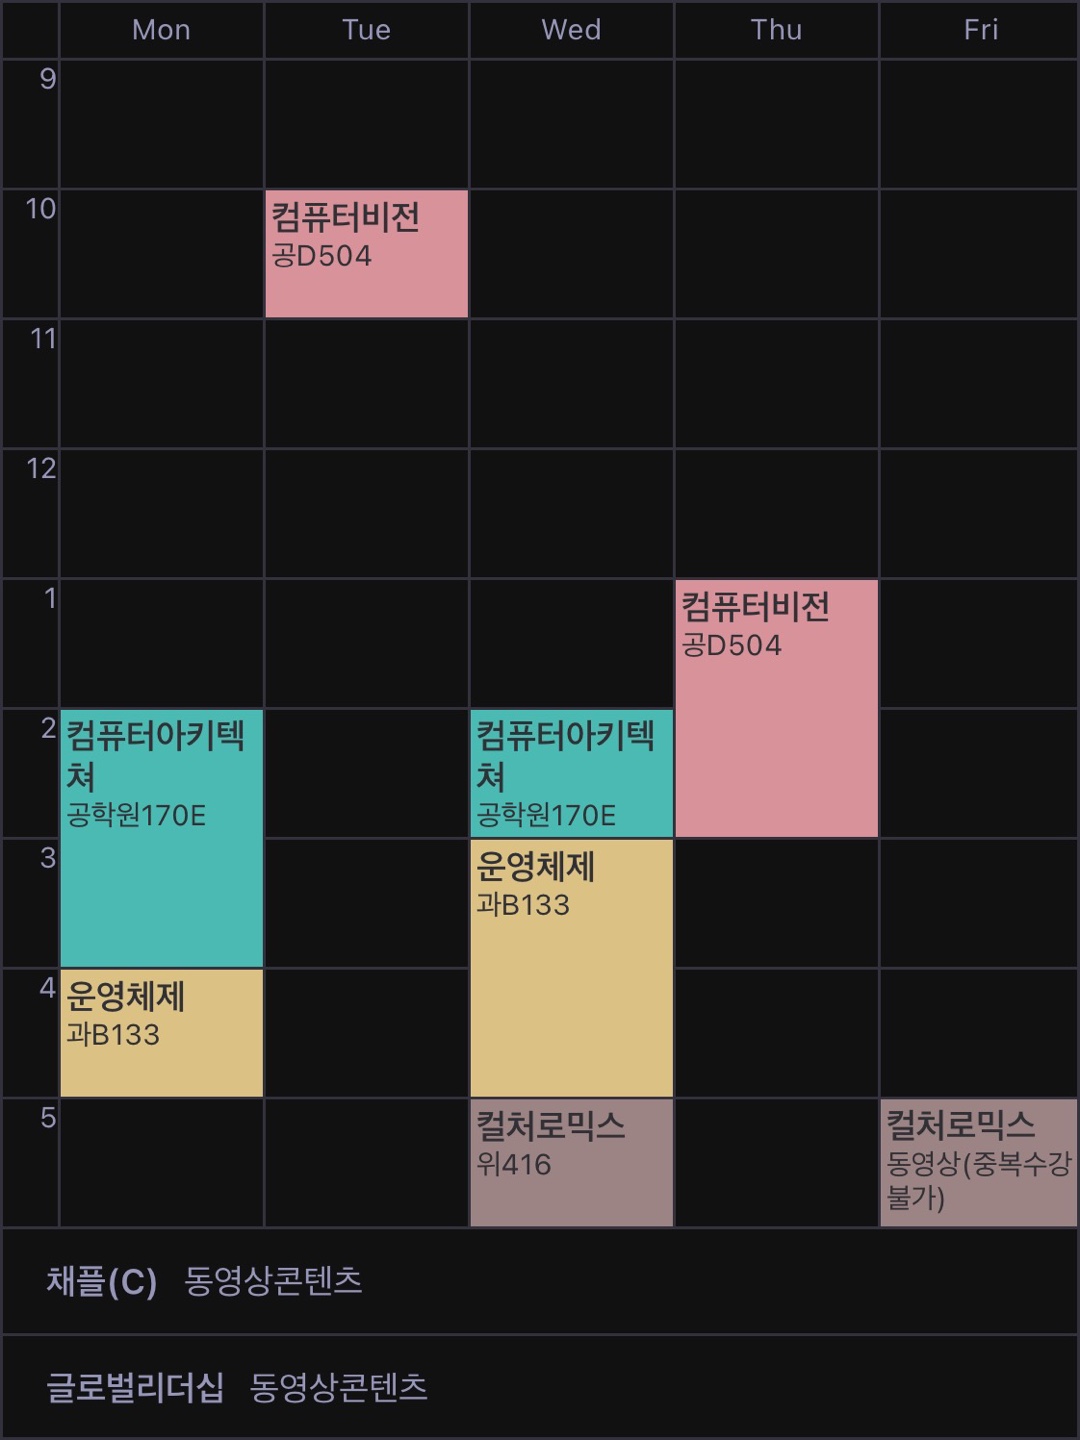 Mon Tue Wed Thu Fri
9
10
컴퓨터비전
공D504
11
12
1
컴퓨터비전
공D504
2
컴퓨터아키텍
쳐
공학원170E
컴퓨터아키텍
쳐
공학원170E
3
운영체제
과B133
4
운영체제
과B133
5
컬처로믹스
위416
컬처로믹스
동영상(중복수강
불가)
채플(C) 동영상콘텐츠
글로벌리더십 동영상콘텐츠